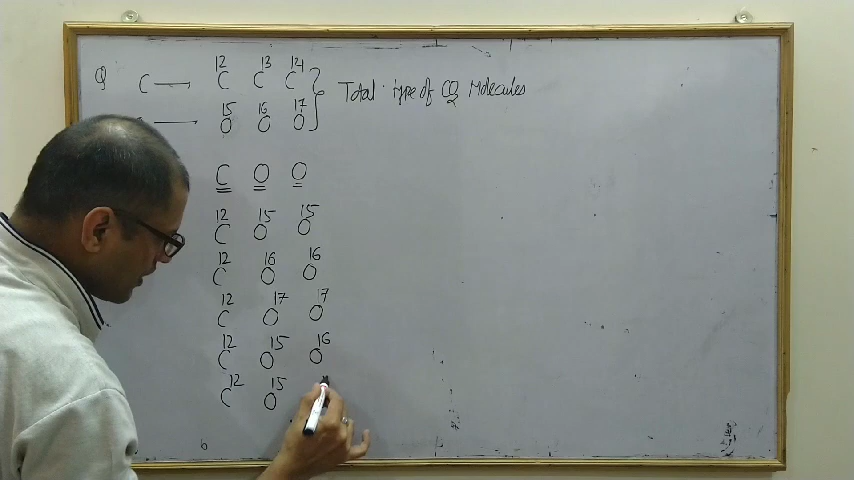 Q C — ¹²C ¹³C ¹⁴C } Total type of CO₂ Molecules
— ¹⁵O ¹⁶O ¹⁷O
C O O
¹²C ¹⁵O ¹⁵O
¹²C ¹⁶O ¹⁶O
¹²C ¹⁷O ¹⁷O
¹²C ¹⁵O ¹⁶O
¹²C ¹⁵O
6